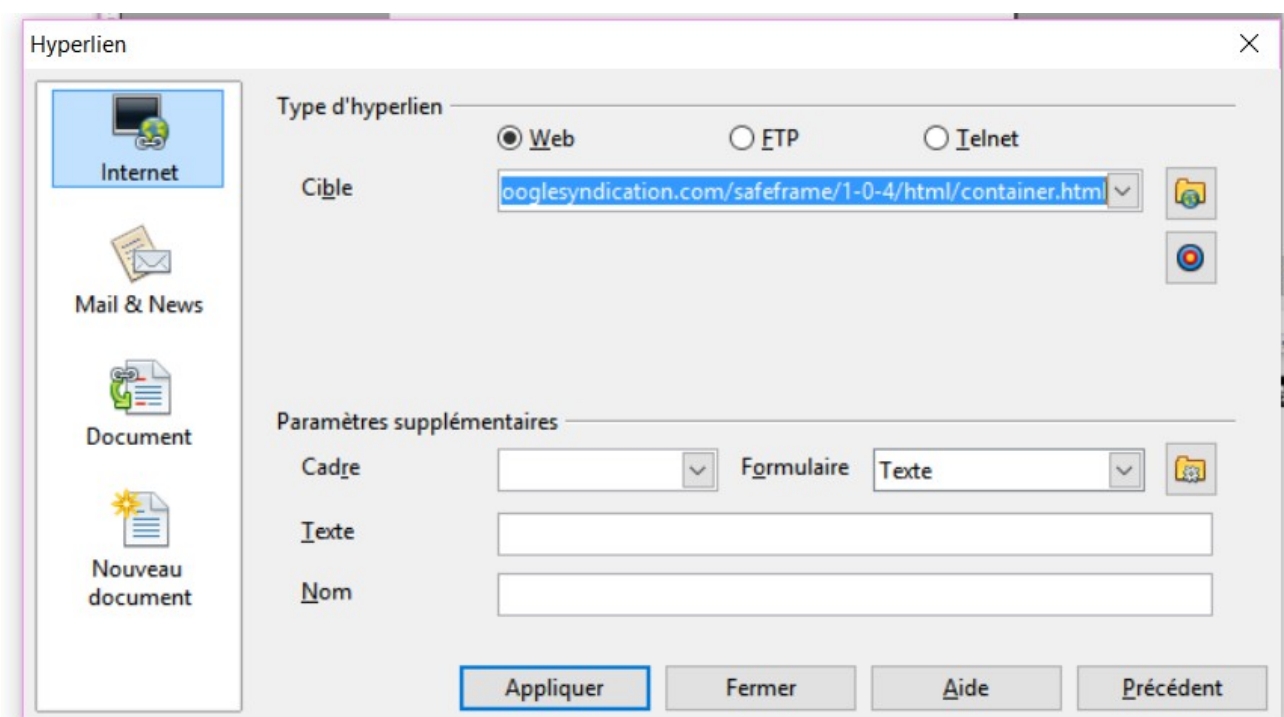 Hyperlien
Internet
Mail & News
Document
Nouveau
document
Type d'hyperlien
Web
FTP
Telnet
Cible
ooglesyndication.com/safeframe/1-0-4/html/container.html
Paramètres supplémentaires
Cadre
Formulaire
Texte
Texte
Nom
Appliquer
Fermer
Aide
Précédent